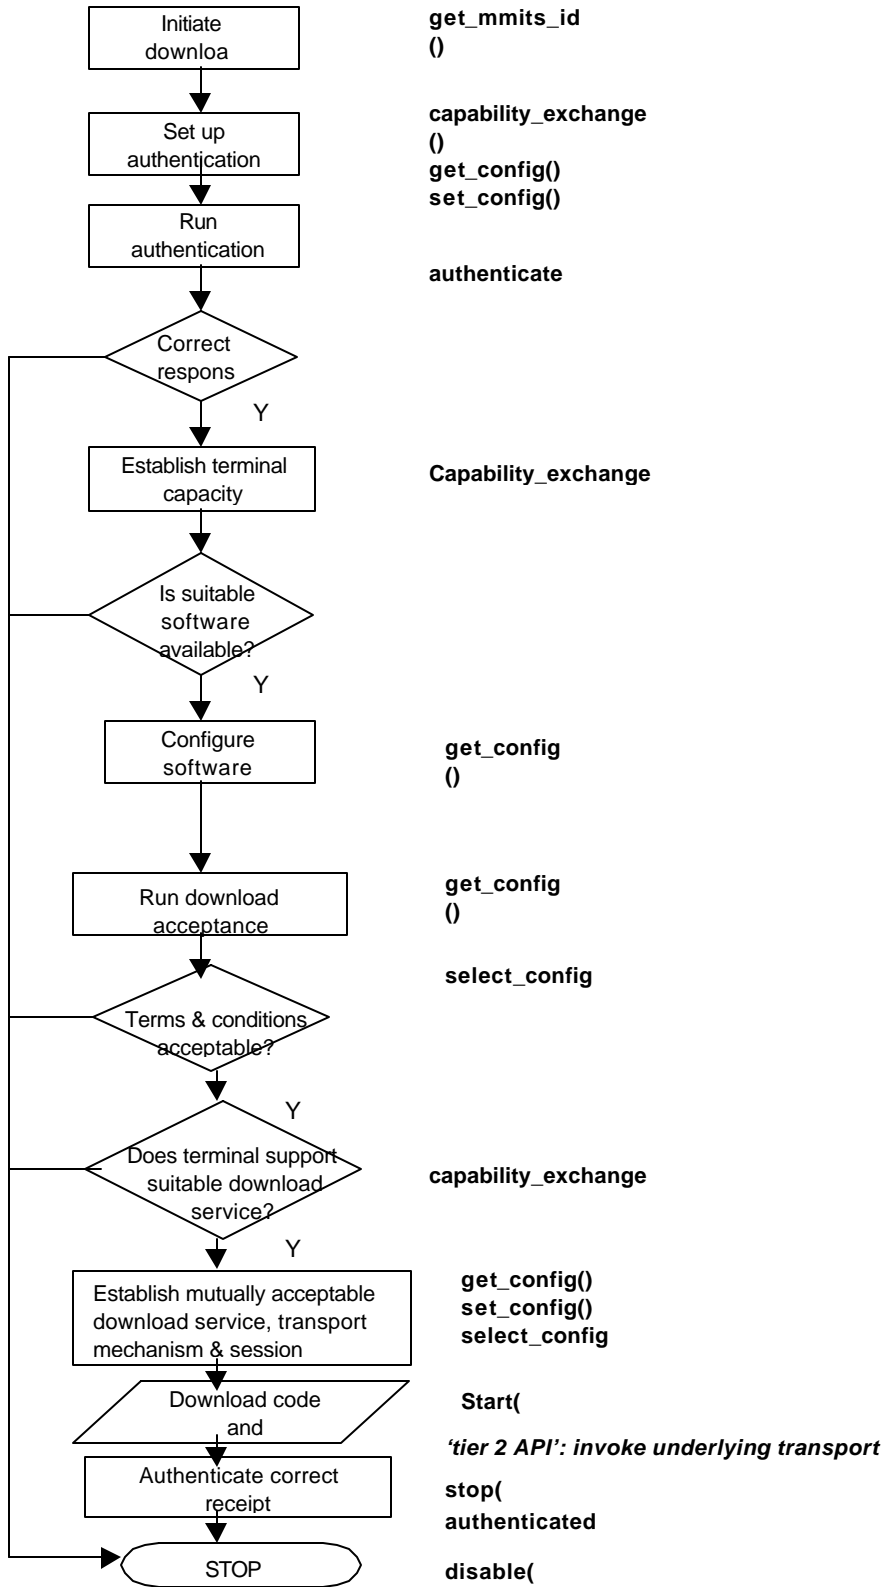 Initiate
downloa
get_mmits_id
()
Set up
authentication
capability_exchange
()
get_config()
set_config()
Run
authentication
authenticate
Correct
respons
Y
Establish terminal
capacity
Capability_exchange
Is suitable
software
available?
Y
Configure
software
get_config
()
Run download
acceptance
get_config
()
select_config
Terms & conditions
acceptable?
Y
Does terminal support
suitable download
service?
capability_exchange
Y
Establish mutually acceptable
download service, transport
mechanism & session
get_config()
set_config()
select_config
Download code
and
Start(
'tier 2 API': invoke underlying transport
Authenticate correct
receipt
stop(
authenticated
STOP
disable(